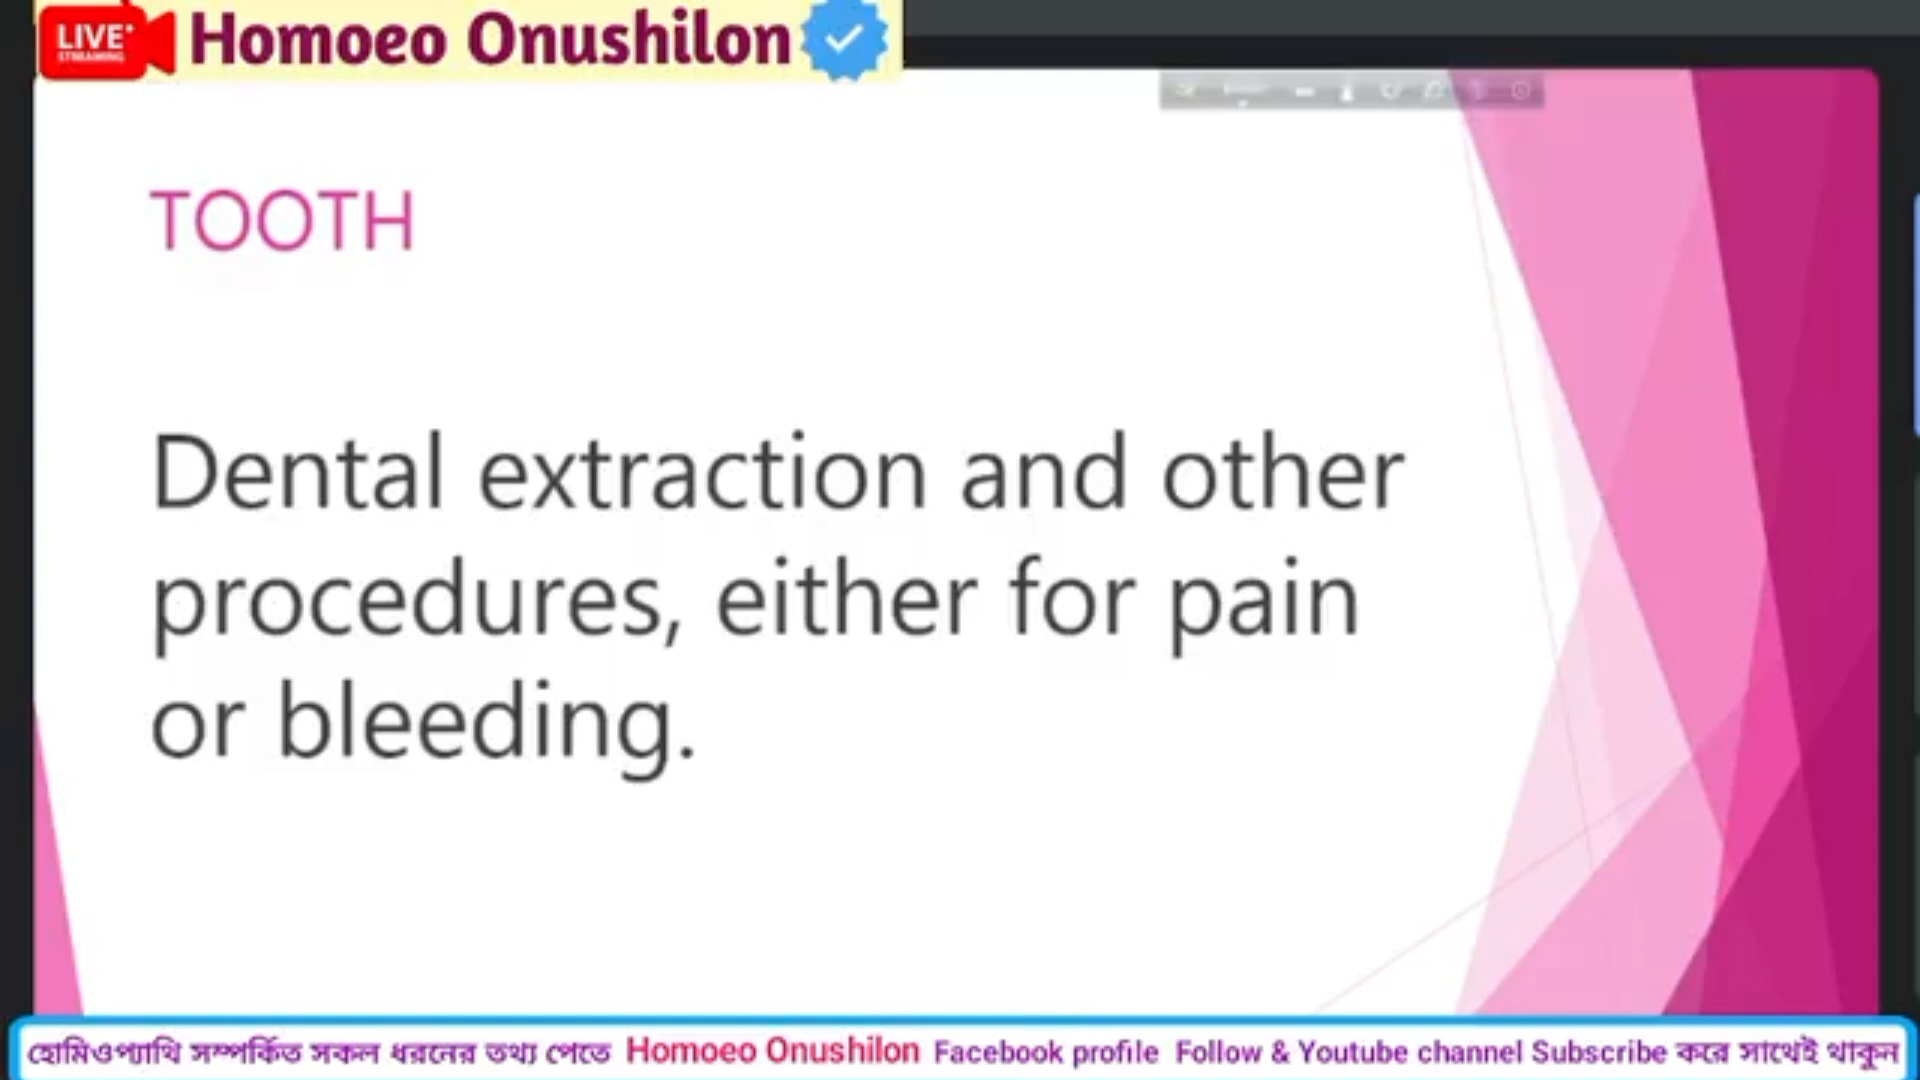 LIVE
STREAMING
Homoeo Onushilon
TOOTH
Dental extraction and other
procedures, either for pain
or bleeding.
হোমিওপ্যাথি সম্পর্কিত সকল ধরনের তথ্য পেতে Homoeo Onushilon Facebook profile Follow & Youtube channel Subscribe করে সাথেই থাকুন